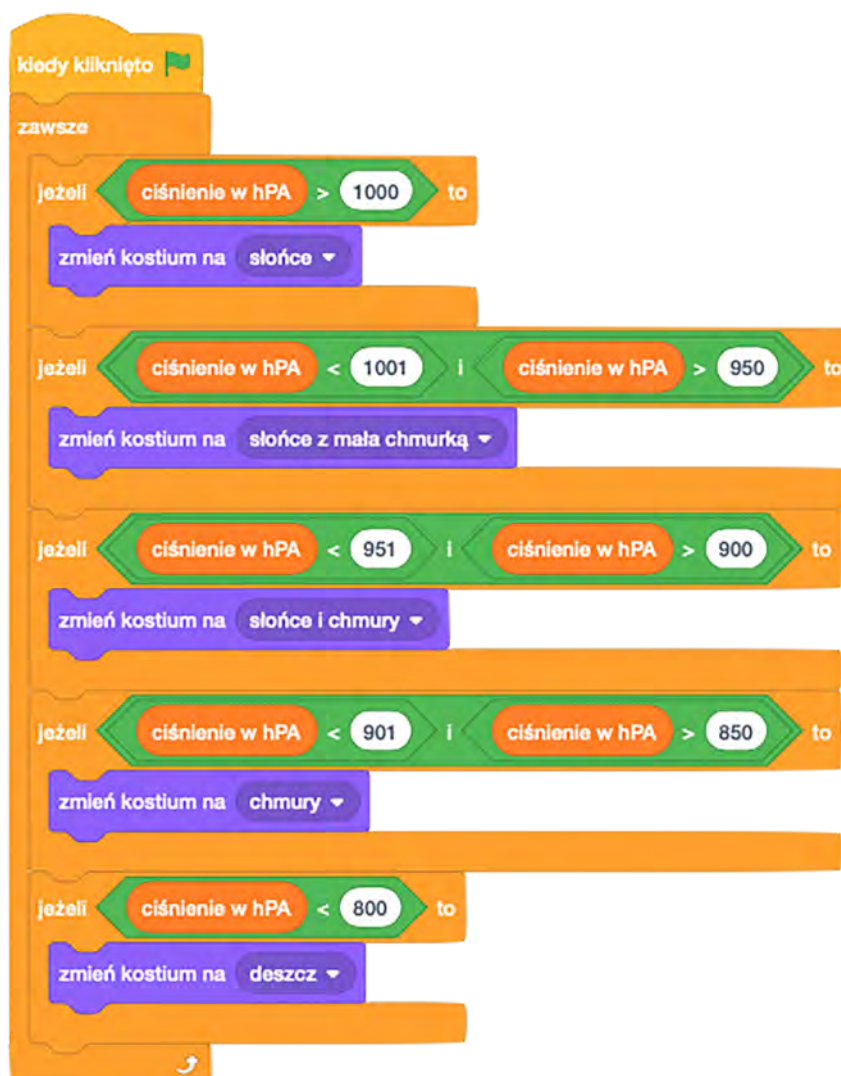 kiedy kliknięto
zawsze
jeżeli ciśnienie w hPA > 1000 to
zmień kostium na słońce
jeżeli ciśnienie w hPA < 1001 i ciśnienie w hPA > 950 to
zmień kostium na słońce z mała chmurką
jeżeli ciśnienie w hPA < 951 i ciśnienie w hPA > 900 to
zmień kostium na słońce i chmury
jeżeli ciśnienie w hPA < 901 i ciśnienie w hPA > 850 to
zmień kostium na chmury
jeżeli ciśnienie w hPA < 800 to
zmień kostium na deszcz